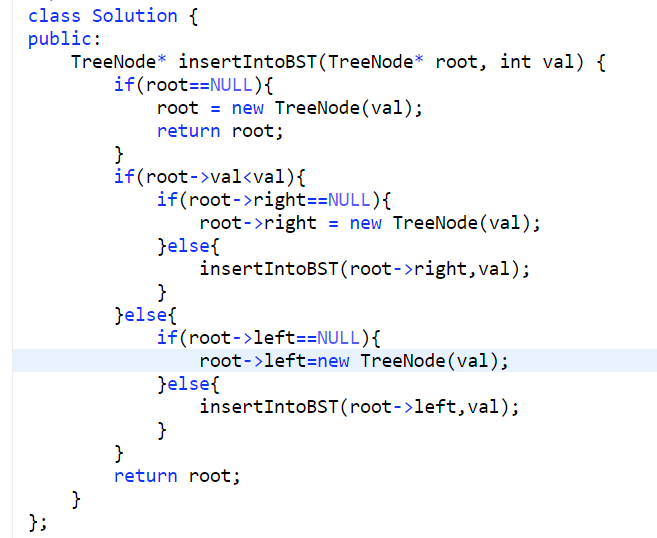 class Solution {
public:
    TreeNode* insertIntoBST(TreeNode* root, int val) {
        if(root==NULL){
            root = new TreeNode(val);
            return root;
        }
        if(root->val<val){
            if(root->right==NULL){
                root->right = new TreeNode(val);
            }else{
                insertIntoBST(root->right,val);
            }
        }else{
            if(root->left==NULL){
                root->left=new TreeNode(val);
            }else{
                insertIntoBST(root->left,val);
            }
        }
        return root;
    }
};